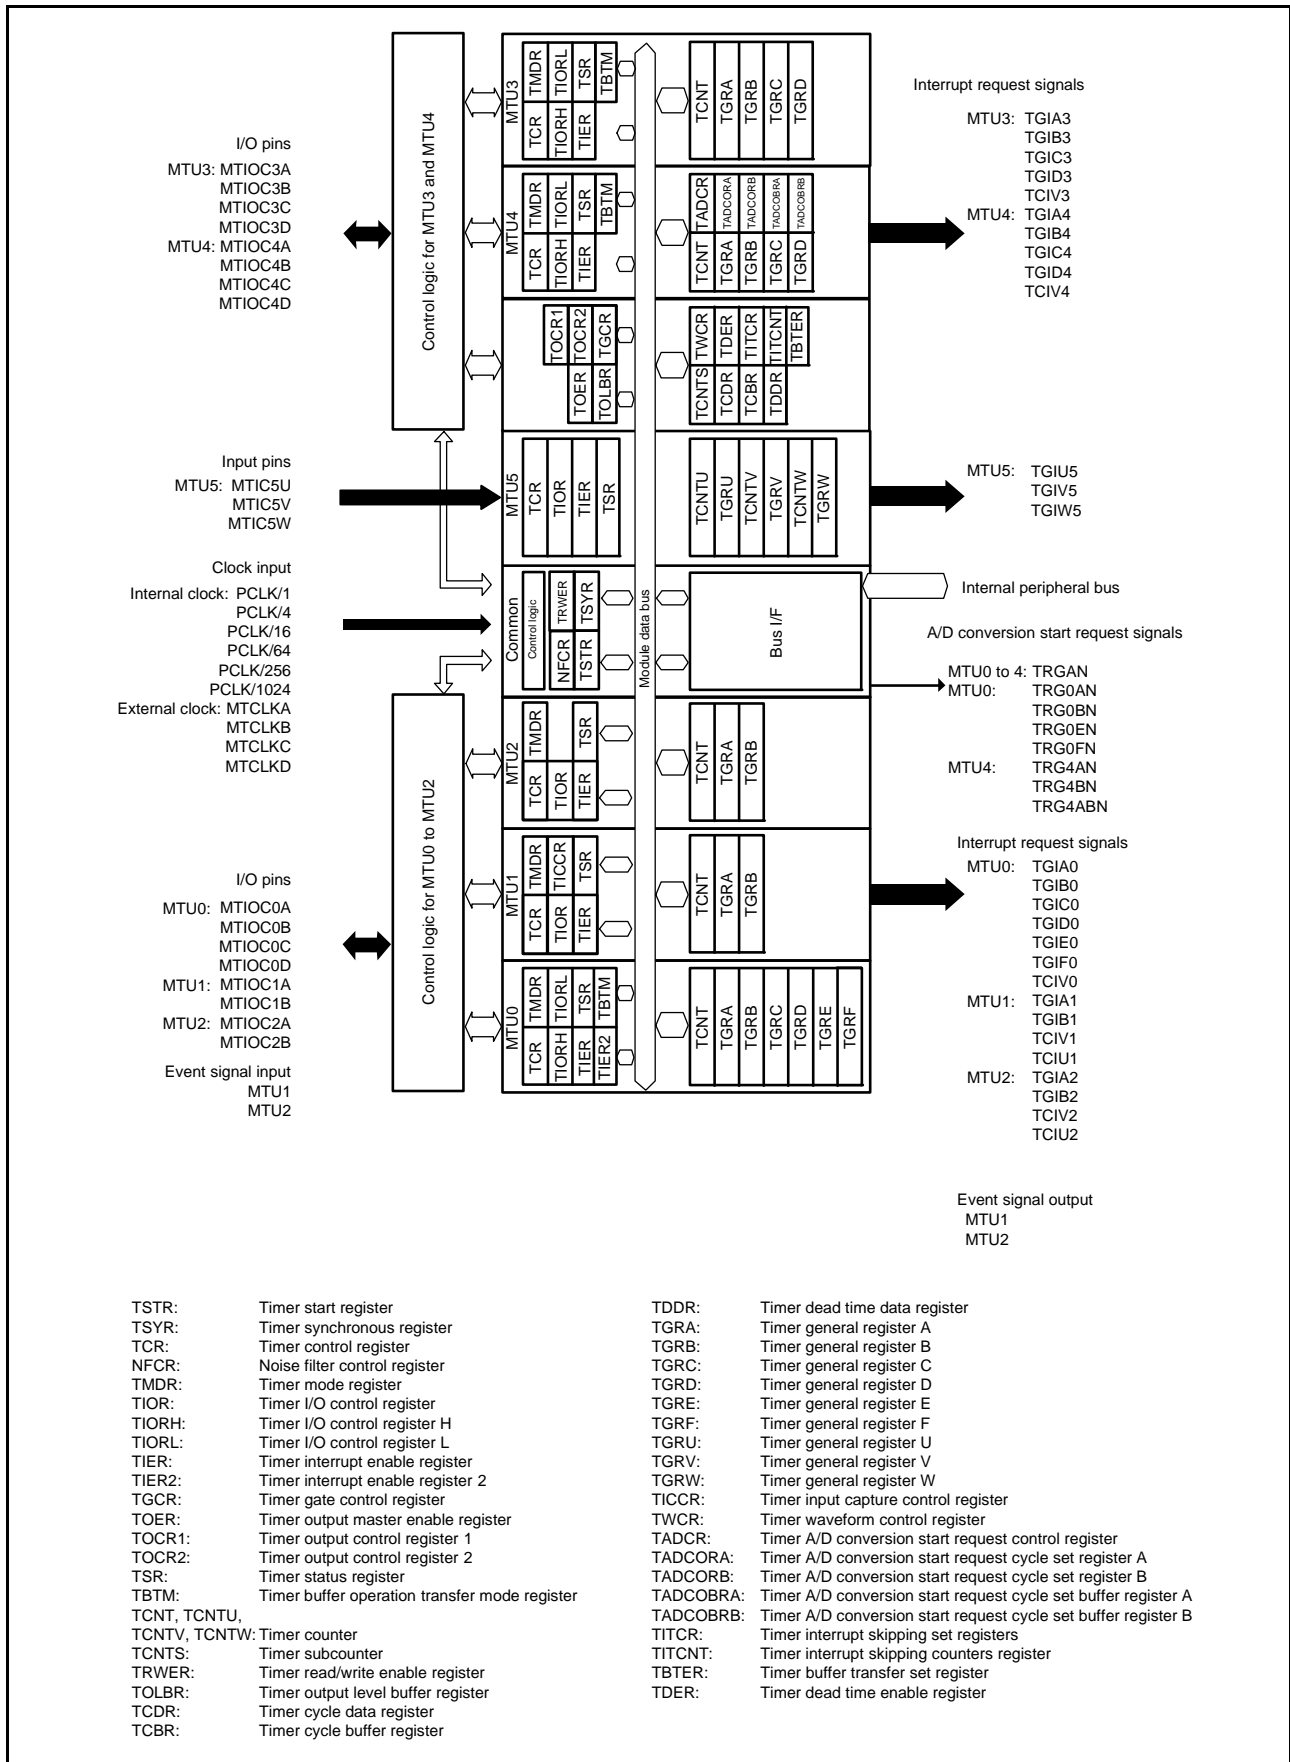 I/O pins
MTU3: MTIOC3A
MTIOC3B
MTIOC3C
MTIOC3D
MTU4: MTIOC4A
MTIOC4B
MTIOC4C
MTIOC4D
Input pins
MTU5: MTIC5U
MTIC5V
MTIC5W
Clock input
Internal clock: PCLK/1
PCLK/4
PCLK/16
PCLK/64
PCLK/256
PCLK/1024
External clock: MTCLKA
MTCLKB
MTCLKC
MTCLKD
I/O pins
MTU0: MTIOC0A
MTIOC0B
MTIOC0C
MTIOC0D
MTU1: MTIOC1A
MTIOC1B
MTU2: MTIOC2A
MTIOC2B
Event signal input
MTU1
MTU2
Control logic for MTU3 and MTU4
Control logic for MTU0 to MTU2
MTU3
TCR
TMDR
TIORH
TIORL
TIER
TSR
TBTM
TCNT
TGRA
TGRB
TGRC
TGRD
MTU4
TCR
TMDR
TIORH
TIORL
TIER
TSR
TBTM
TCNT
TADCR
TGRA
TADCORA
TGRB
TADCORB
TGRC
TADCOBRA
TGRD
TADCOBRB
TOCR1
TOER
TOCR2
TOLBR
TGCR
TCNTS
TWCR
TCDR
TDER
TCBR
TITCR
TDDR
TITCNT
TBTER
MTU5
TCR
TIOR
TIER
TSR
TCNTU
TGRU
TCNTV
TGRV
TCNTW
TGRW
Common
Control logic
NFCR
TRWER
TSTR
TSYR
Module data bus
Bus I/F
MTU2
TCR
TMDR
TIOR
TIER
TSR
TCNT
TGRA
TGRB
MTU1
TCR
TMDR
TIOR
TICCR
TIER
TSR
TCNT
TGRA
TGRB
MTU0
TCR
TMDR
TIORH
TIORL
TIER
TSR
TIER2
TBTM
TCNT
TGRA
TGRB
TGRC
TGRD
TGRE
TGRF
Interrupt request signals
MTU3: TGIA3
TGIB3
TGIC3
TGID3
TCIV3
MTU4: TGIA4
TGIB4
TGIC4
TGID4
TCIV4
MTU5: TGIU5
TGIV5
TGIW5
Internal peripheral bus
A/D conversion start request signals
MTU0 to 4: TRGAN
MTU0: TRG0AN
TRG0BN
TRG0EN
TRG0FN
MTU4: TRG4AN
TRG4BN
TRG4ABN
Interrupt request signals
MTU0: TGIA0
TGIB0
TGIC0
TGID0
TGIE0
TGIF0
TCIV0
MTU1: TGIA1
TGIB1
TCIV1
TCIU1
MTU2: TGIA2
TGIB2
TCIV2
TCIU2
Event signal output
MTU1
MTU2
TSTR: Timer start register
TSYR: Timer synchronous register
TCR: Timer control register
NFCR: Noise filter control register
TMDR: Timer mode register
TIOR: Timer I/O control register
TIORH: Timer I/O control register H
TIORL: Timer I/O control register L
TIER: Timer interrupt enable register
TIER2: Timer interrupt enable register 2
TGCR: Timer gate control register
TOER: Timer output master enable register
TOCR1: Timer output control register 1
TOCR2: Timer output control register 2
TSR: Timer status register
TBTM: Timer buffer operation transfer mode register
TCNT, TCNTU,
TCNTV, TCNTW: Timer counter
TCNTS: Timer subcounter
TRWER: Timer read/write enable register
TOLBR: Timer output level buffer register
TCDR: Timer cycle data register
TCBR: Timer cycle buffer register
TDDR: Timer dead time data register
TGRA: Timer general register A
TGRB: Timer general register B
TGRC: Timer general register C
TGRD: Timer general register D
TGRE: Timer general register E
TGRF: Timer general register F
TGRU: Timer general register U
TGRV: Timer general register V
TGRW: Timer general register W
TICCR: Timer input capture control register
TWCR: Timer waveform control register
TADCR: Timer A/D conversion start request control register
TADCORA: Timer A/D conversion start request cycle set register A
TADCORB: Timer A/D conversion start request cycle set register B
TADCOBRA: Timer A/D conversion start request cycle set buffer register A
TADCOBRB: Timer A/D conversion start request cycle set buffer register B
TITCR: Timer interrupt skipping set registers
TITCNT: Timer interrupt skipping counters register
TBTER: Timer buffer transfer set register
TDER: Timer dead time enable register